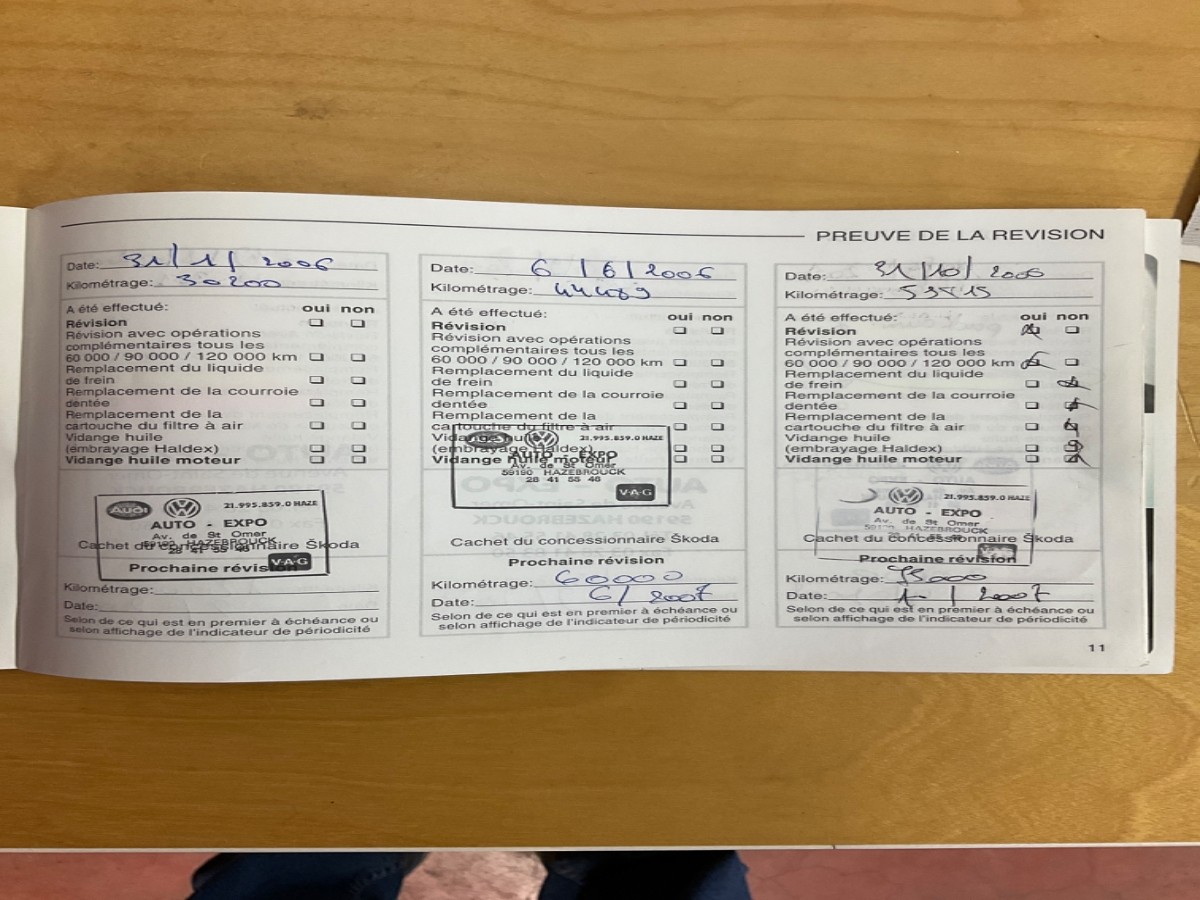 PREUVE DE LA REVISION
Date: 31/1/2006
Kilométrage: 30200
A été effectué: oui non
Révision
Révision avec opérations
complémentaires tous les
60 000 / 90 000 / 120 000 km
Remplacement du liquide
de frein
Remplacement de la courroie
dentée
Remplacement de la
cartouche du filtre à air
Vidange huile
(embrayage Haldex)
Vidange huile moteur
Audi 21.995.859.0 HAZE
AUTO - EXPO
Av. de St Omer
59190 HAZEBROUCK
28 41 55 48
V·A·G
Cachet du concessionnaire Škoda
Prochaine révision
Kilométrage:
Date:
Selon de ce qui est en premier à échéance ou
selon affichage de l'indicateur de périodicité
Date: 6/6/2006
Kilométrage: 44489
A été effectué: oui non
Révision
Révision avec opérations
complémentaires tous les
60 000 / 90 000 / 120 000 km
Remplacement du liquide
de frein
Remplacement de la courroie
dentée
Remplacement de la
cartouche du filtre à air
Vidange huile
(embrayage Haldex)
Vidange huile moteur
21.995.859.0 HAZE
AUTO - EXPO
Av. de St Omer
59190 HAZEBROUCK
28 41 55 48
V·A·G
Cachet du concessionnaire Škoda
Prochaine révision
Kilométrage: 60000
Date: 6/2007
Selon de ce qui est en premier à échéance ou
selon affichage de l'indicateur de périodicité
Date: 31/10/2006
Kilométrage:
A été effectué: oui non
Révision
Révision avec opérations
complémentaires tous les
60 000 / 90 000 / 120 000 km
Remplacement du liquide
de frein
Remplacement de la courroie
dentée
Remplacement de la
cartouche du filtre à air
Vidange huile
(embrayage Haldex)
Vidange huile moteur
21.995.859.0 HAZE
AUTO - EXPO
Av. de St Omer
HAZEBROUCK
Cachet du concessionnaire Škoda
Prochaine révision
Kilométrage:
Date: / 2007
Selon de ce qui est en premier à échéance ou
selon affichage de l'indicateur de périodicité
11